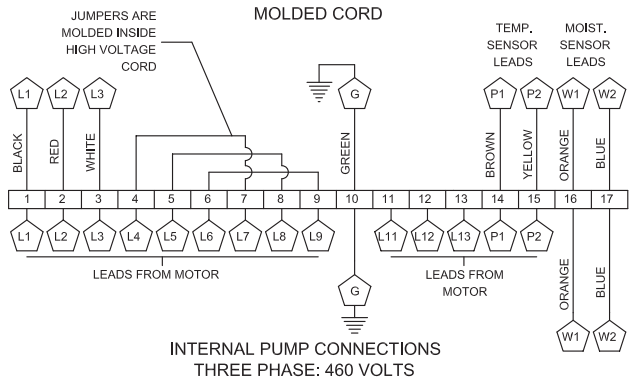 MOLDED CORD
JUMPERS ARE
MOLDED INSIDE
HIGH VOLTAGE
CORD
TEMP.
SENSOR
LEADS
MOIST.
SENSOR
LEADS
L1 L2 L3 G P1 P2 W1 W2
BLACK RED WHITE GREEN BROWN YELLOW ORANGE BLUE
1 2 3 4 5 6 7 8 9 10 11 12 13 14 15 16 17
L1 L2 L3 L4 L5 L6 L7 L8 L9 L11 L12 L13 P1 P2
LEADS FROM MOTOR
LEADS FROM
MOTOR
G
ORANGE BLUE
W1 W2
INTERNAL PUMP CONNECTIONS
THREE PHASE: 460 VOLTS